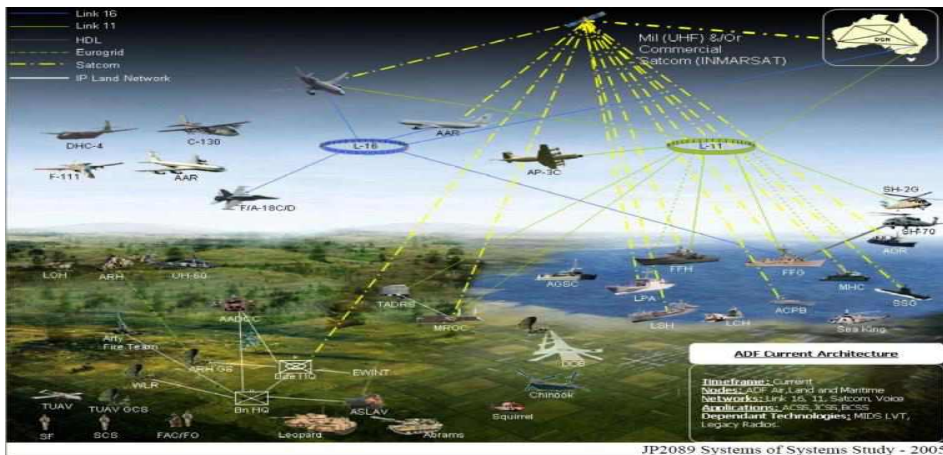 Link 16
Link 11
HDL
Eurogrid
Satcom
IP Land Network
Mil (UHF) &/Or
Commercial
Satcom (INMARSAT)
DHC-4
C-130
F-111
AAR
F/A-18C/D
L-16
AAR
AP-3C
L-11
SH-2G
LOH
ARH
UH-60
TADRS
MROC
AGSC
FFH
LPA
LSH
LCH
FFG
ACPB
MHC
SSG
Sea King
AADCC
Arty
Fire Team
ARH GS
WLR
Bn HQ
EWINT
TUAV
TUAV GCS
ASLAV
SF
SCS
FAC/FO
Leopard
Abrams
Chinook
Squirrel
ADF Current Architecture
Timeframe: Current
Nodes: ADF Air,Land and Maritime
Networks: Link 16, 11, Satcom, Voice
Applications: ACSS,JCSS,BCSS
Dependant Technologies: MIDS LVT,
Legacy Radios.
JP2089 Systems of Systems Study - 2005